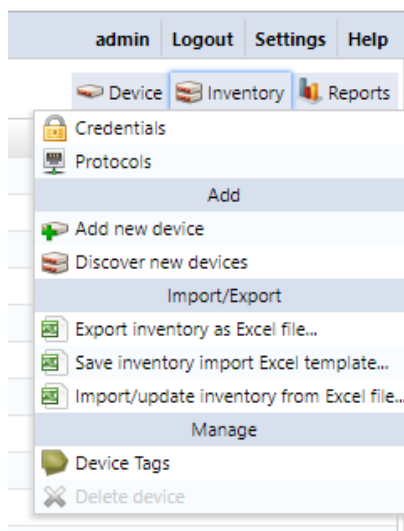 admin Logout Settings Help
Device Inventory Reports
Credentials
Protocols
Add
Add new device
Discover new devices
Import/Export
Export inventory as Excel file...
Save inventory import Excel template...
Import/update inventory from Excel file...
Manage
Device Tags
Delete device